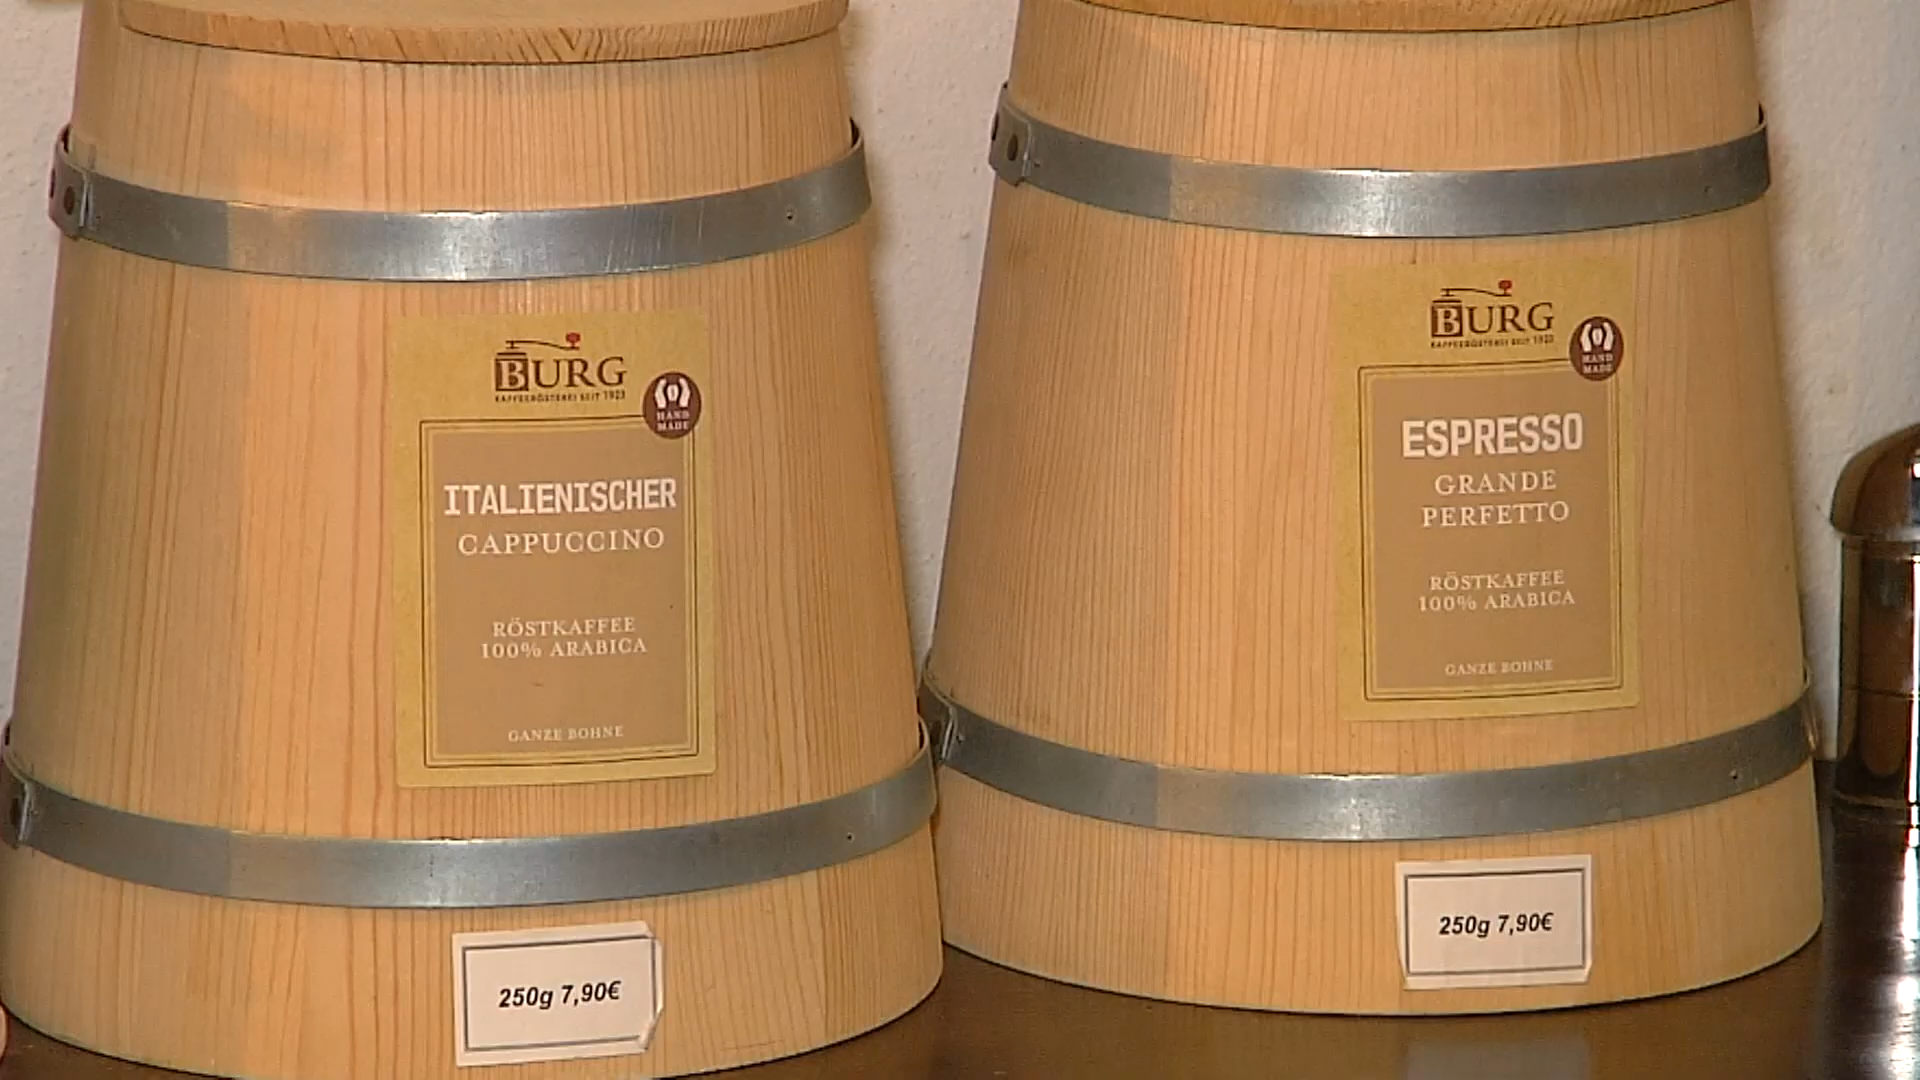 BURG
KAFFEERÖSTEREI SEIT 1923
HAND
MADE
ITALIENISCHER
CAPPUCCINO
RÖSTKAFFEE
100% ARABICA
GANZE BOHNE
250g 7,90€
BURG
KAFFEERÖSTEREI SEIT 1923
HAND
MADE
ESPRESSO
GRANDE
PERFETTO
RÖSTKAFFEE
100% ARABICA
GANZE BOHNE
250g 7,90€